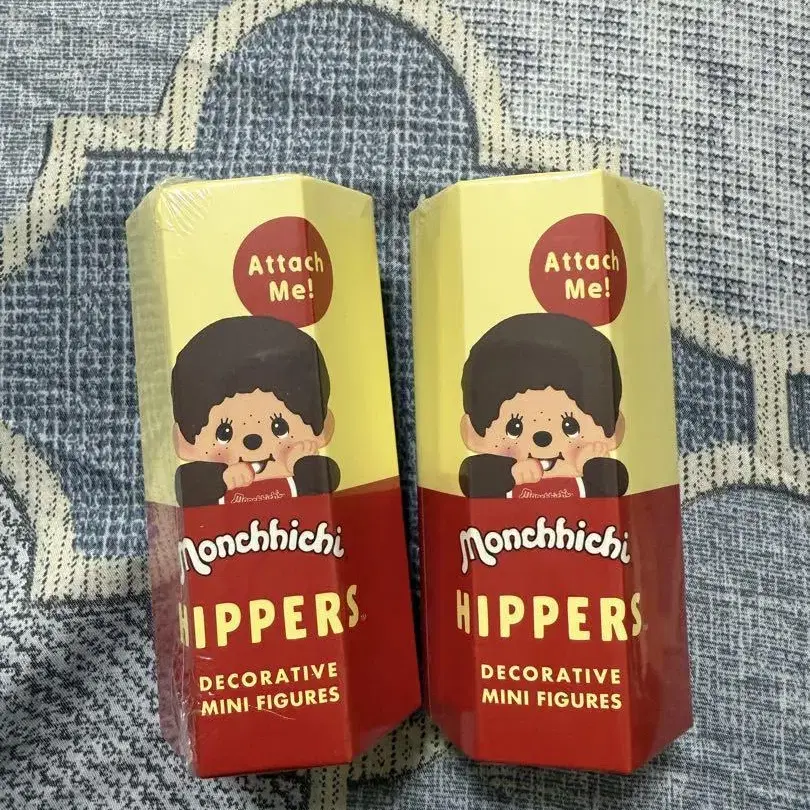 Attach
Me!
Monchhichi
HIPPERS
DECORATIVE
MINI FIGURES
Attach
Me!
Monchhichi
HIPPERS
DECORATIVE
MINI FIGURES